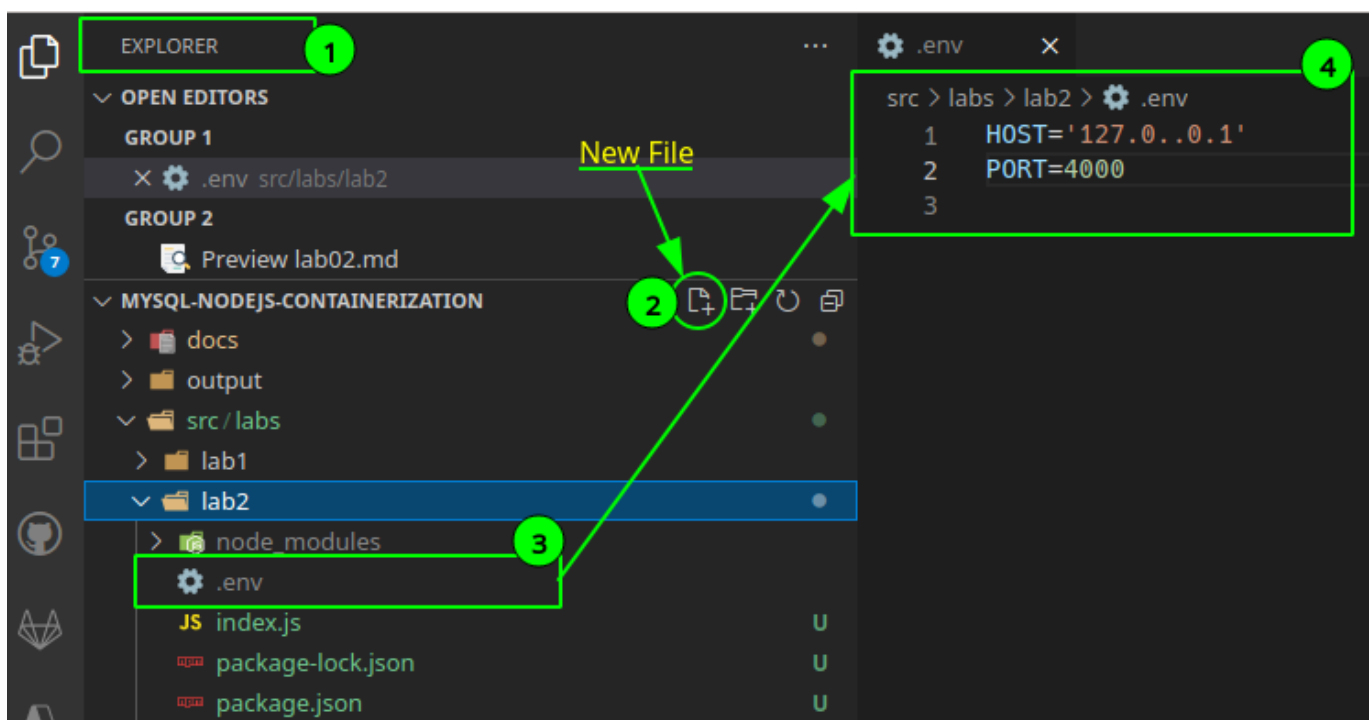 EXPLORER
1
...
OPEN EDITORS
GROUP 1
.env src/labs/lab2
GROUP 2
Preview lab02.md
7
New File
MYSQL-NODEJS-CONTAINERIZATION
2
docs
output
src / labs
lab1
lab2
node_modules
3
.env
JS index.js U
npm package-lock.json U
npm package.json U
.env
4
src > labs > lab2 > .env
1 HOST='127.0..0.1'
2 PORT=4000
3